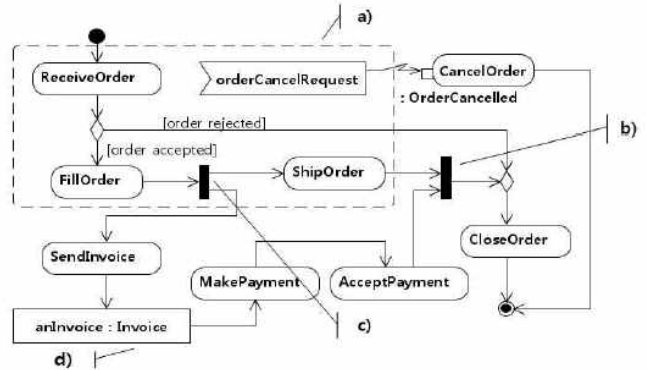 a)
ReceiveOrder
orderCancelRequest
CancelOrder
: OrderCancelled
[order rejected]
b)
[order accepted]
FillOrder
ShipOrder
SendInvoice
CloseOrder
MakePayment
AcceptPayment
anInvoice : Invoice
c)
d)